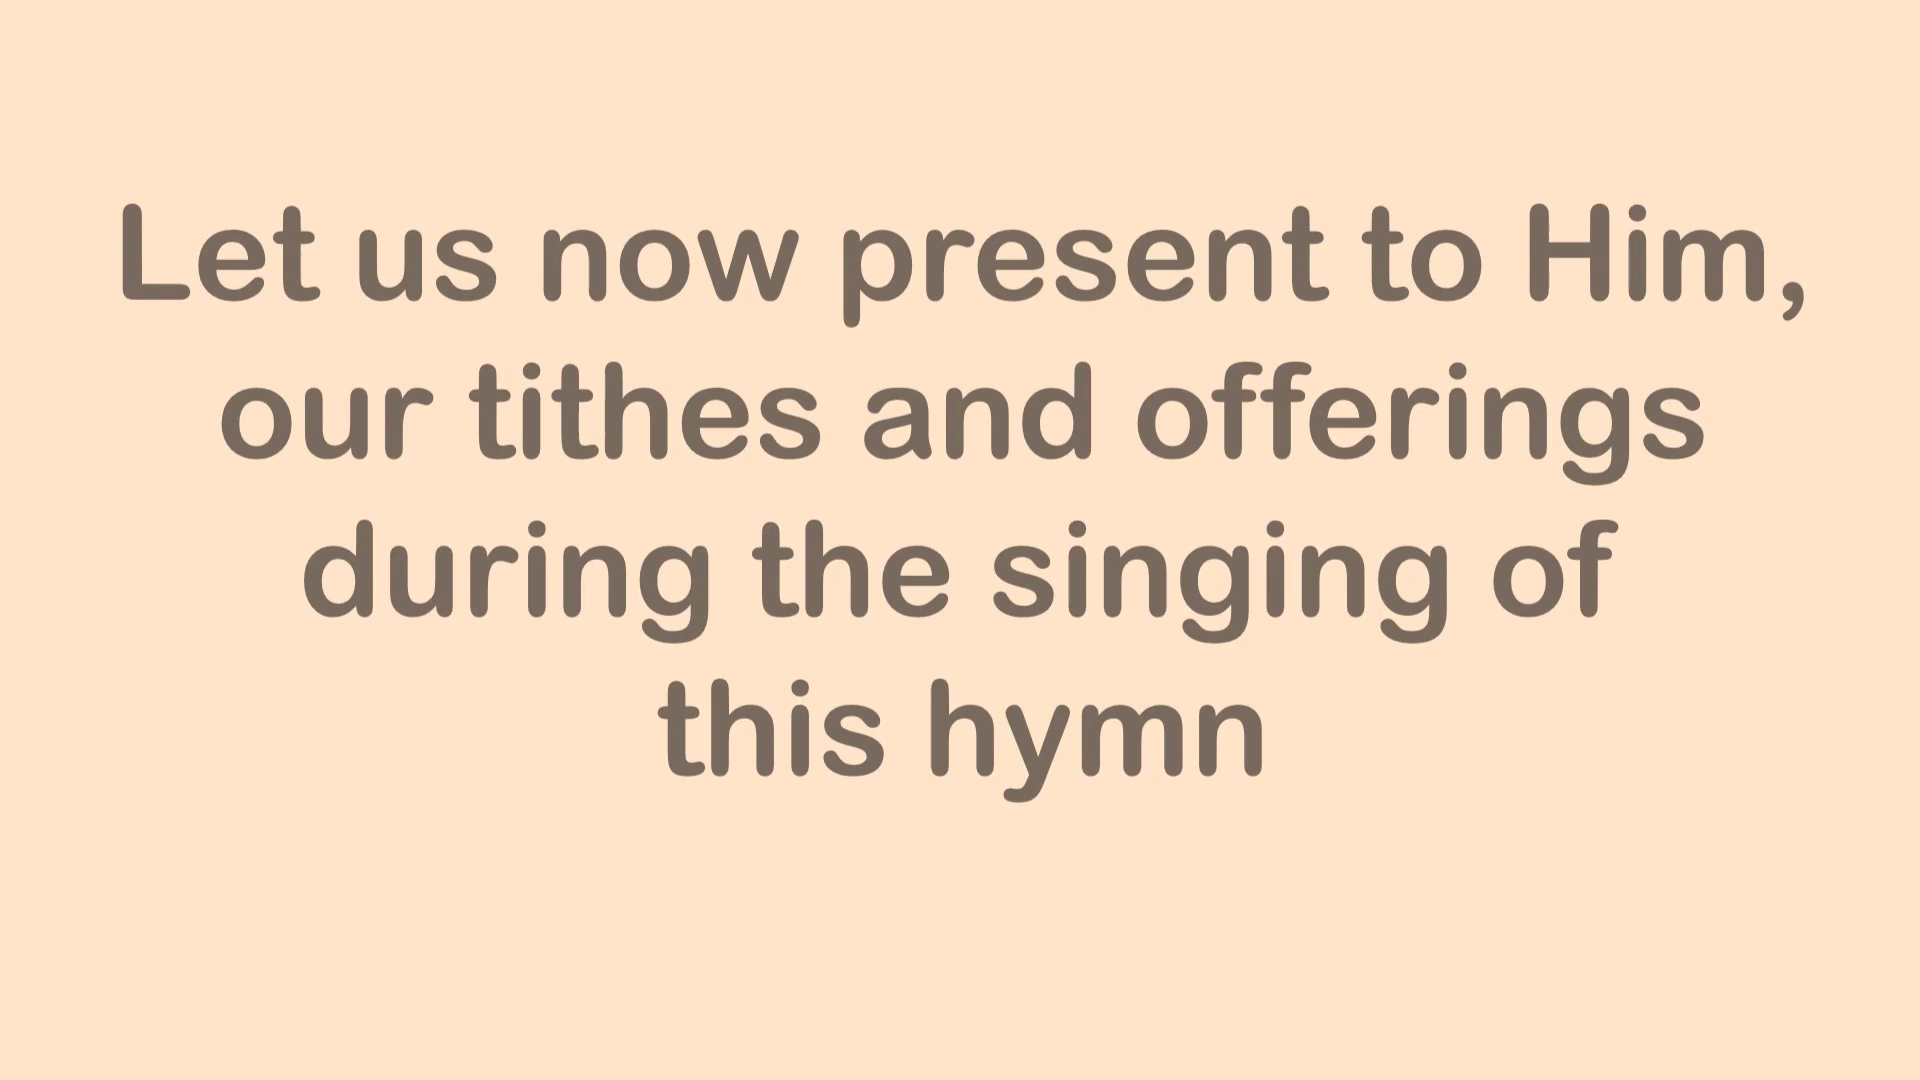 Let us now present to Him,
our tithes and offerings
during the singing of
this hymn